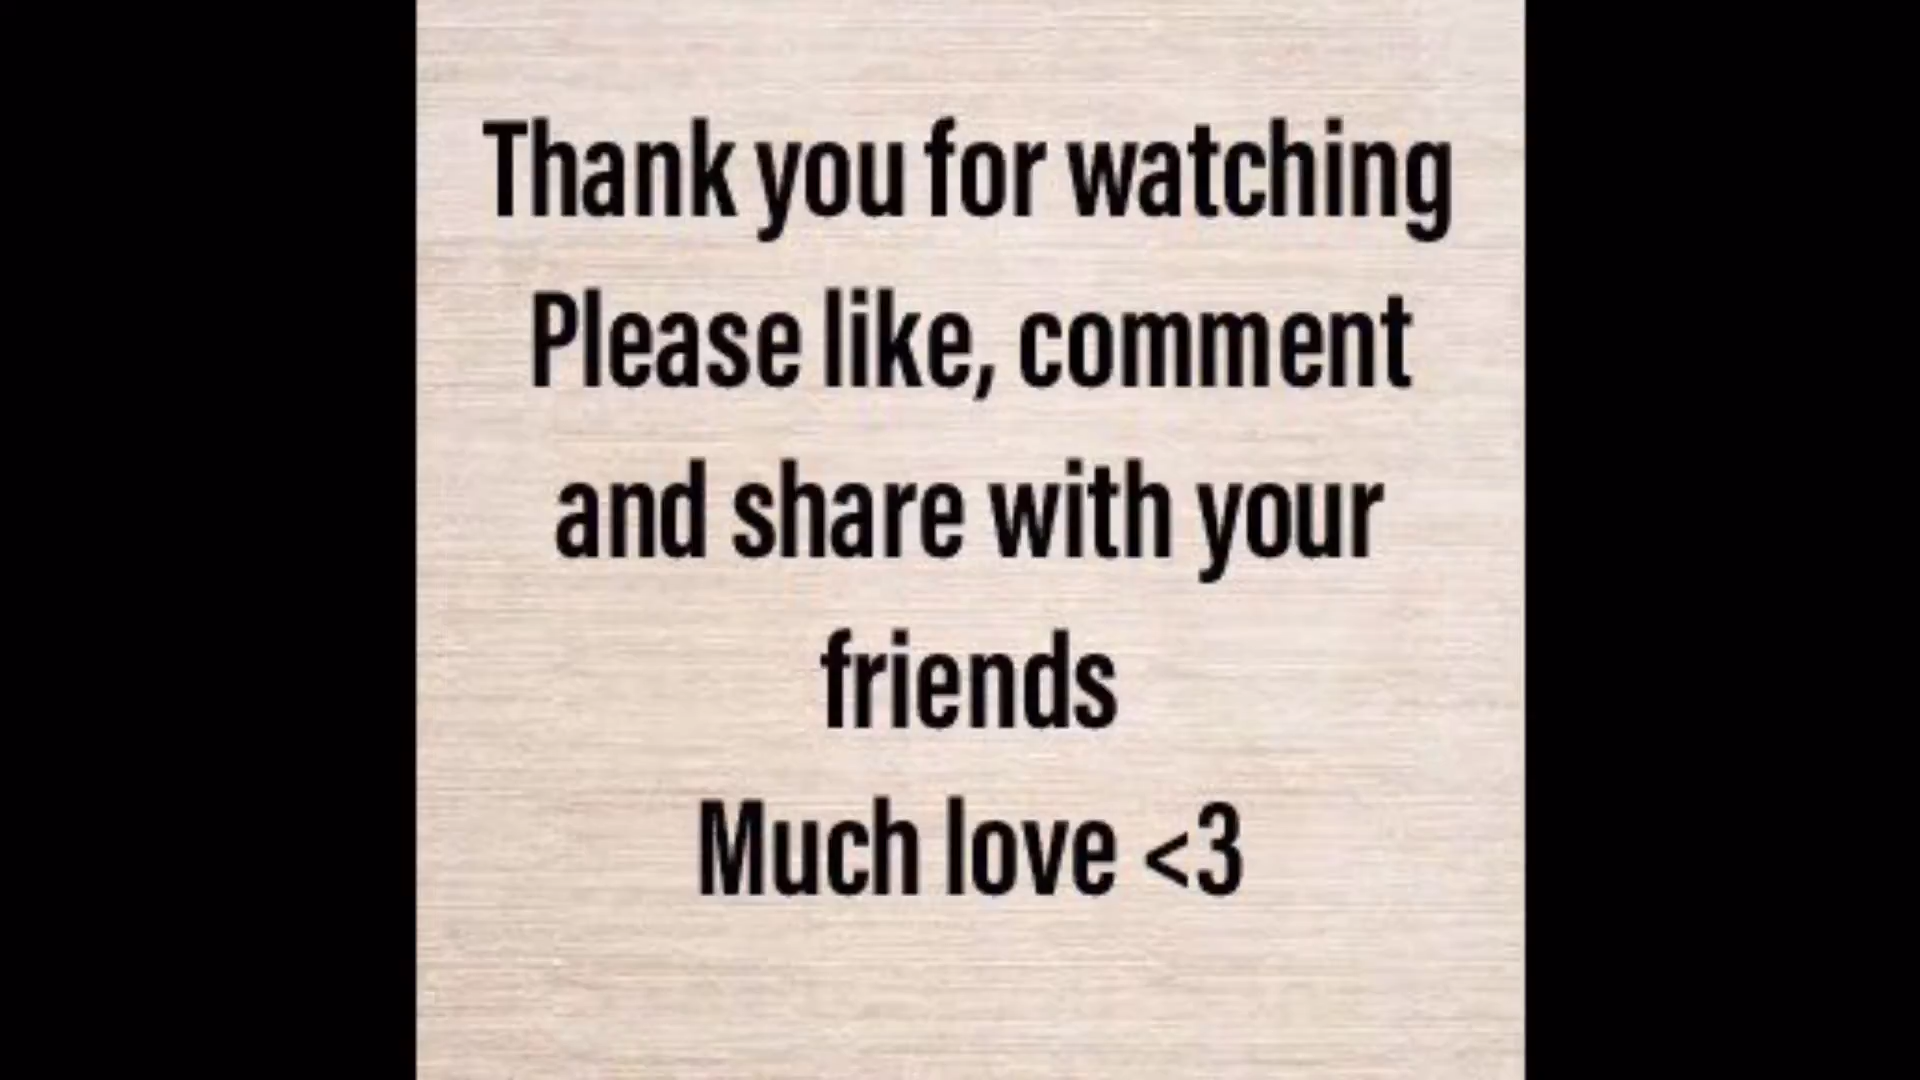 Thank you for watching
Please like, comment
and share with your
friends
Much love <3